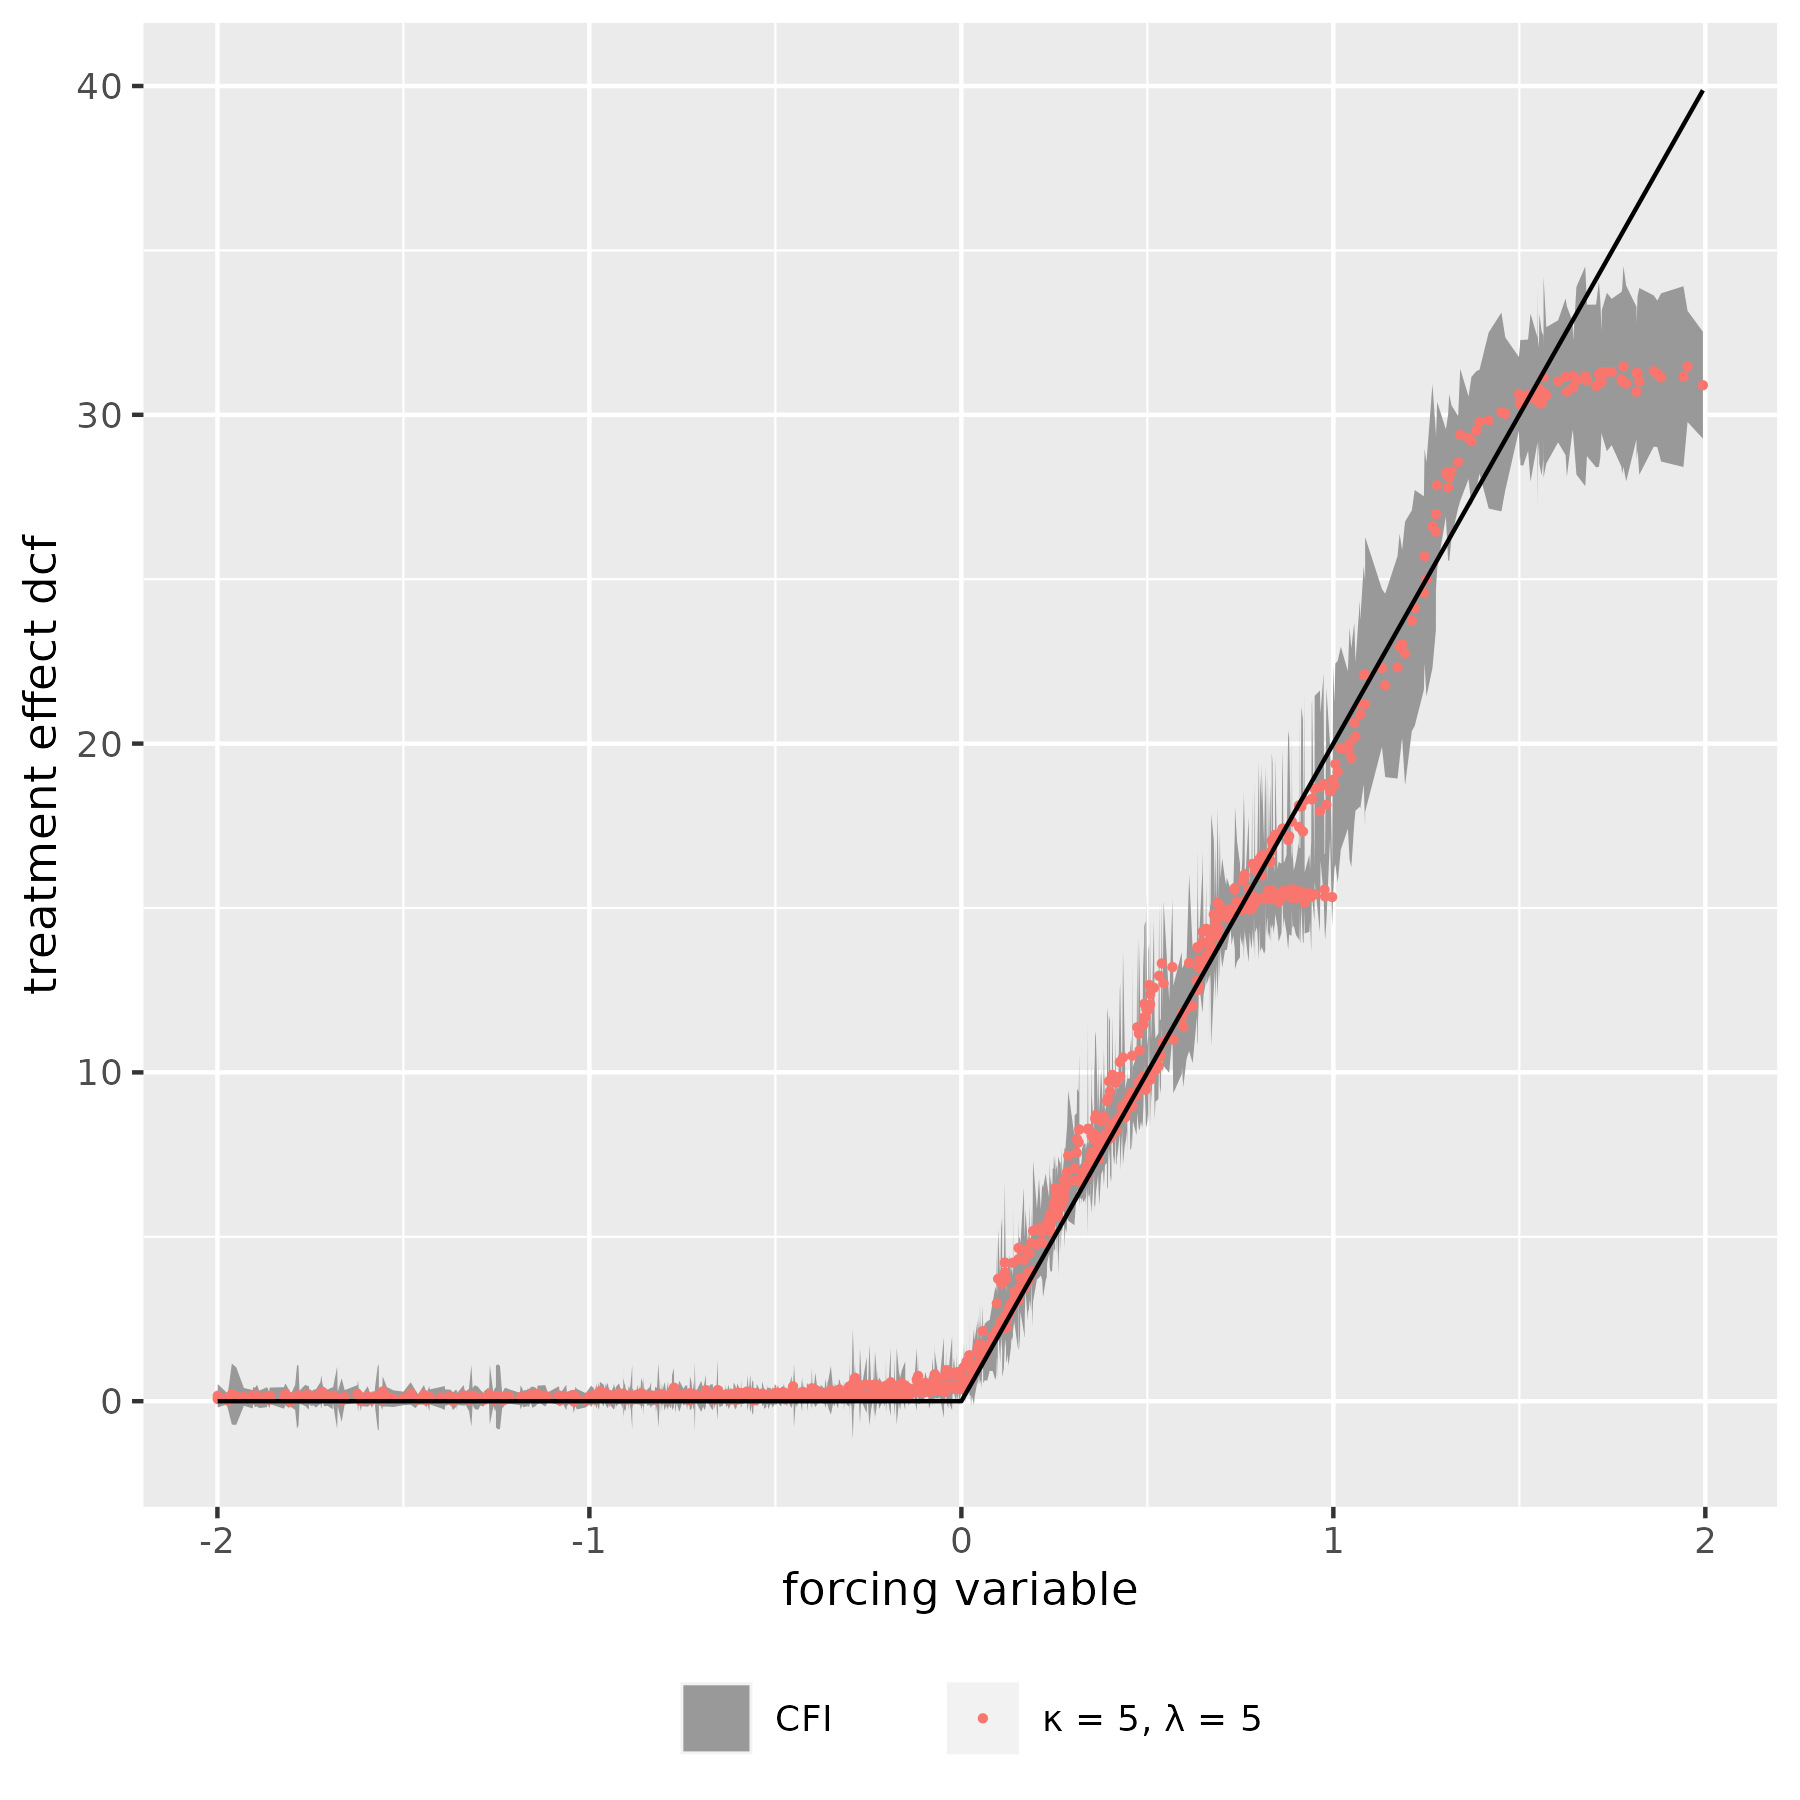 40
30
20
10
0
treatment effect dcf
-2 -1 0 1 2
forcing variable
CFI κ = 5, λ = 5